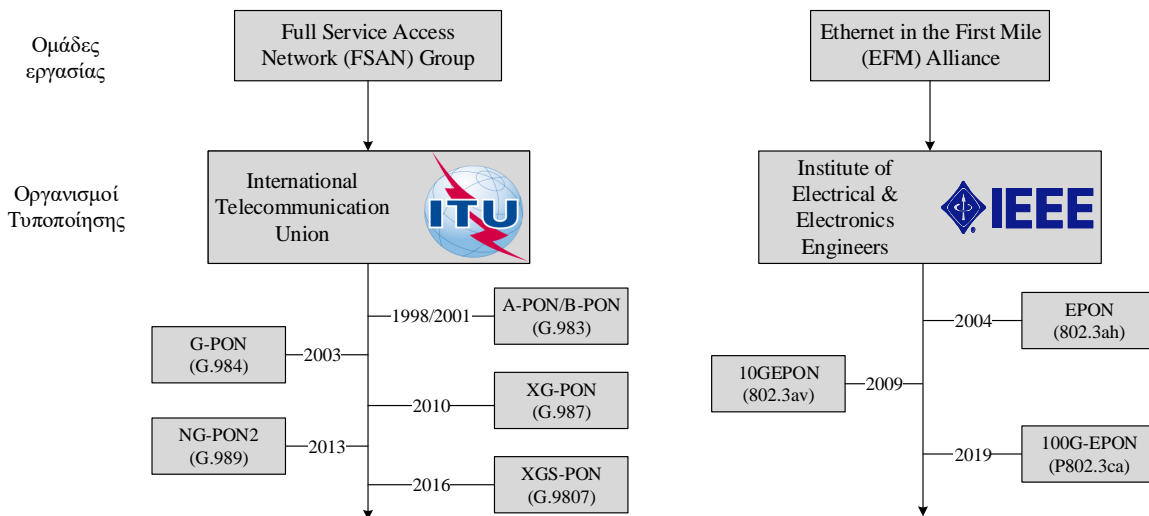 Ομάδες
εργασίας
Full Service Access
Network (FSAN) Group
Ethernet in the First Mile
(EFM) Alliance
Οργανισμοί
Τυποποίησης
International
Telecommunication
Union
ITU
Institute of
Electrical &
Electronics
Engineers
IEEE
®
1998/2001
A-PON/B-PON
(G.983)
G-PON
(G.984)
2003
2010
XG-PON
(G.987)
NG-PON2
(G.989)
2013
2016
XGS-PON
(G.9807)
2004
EPON
(802.3ah)
10GEPON
(802.3av)
2009
2019
100G-EPON
(P802.3ca)